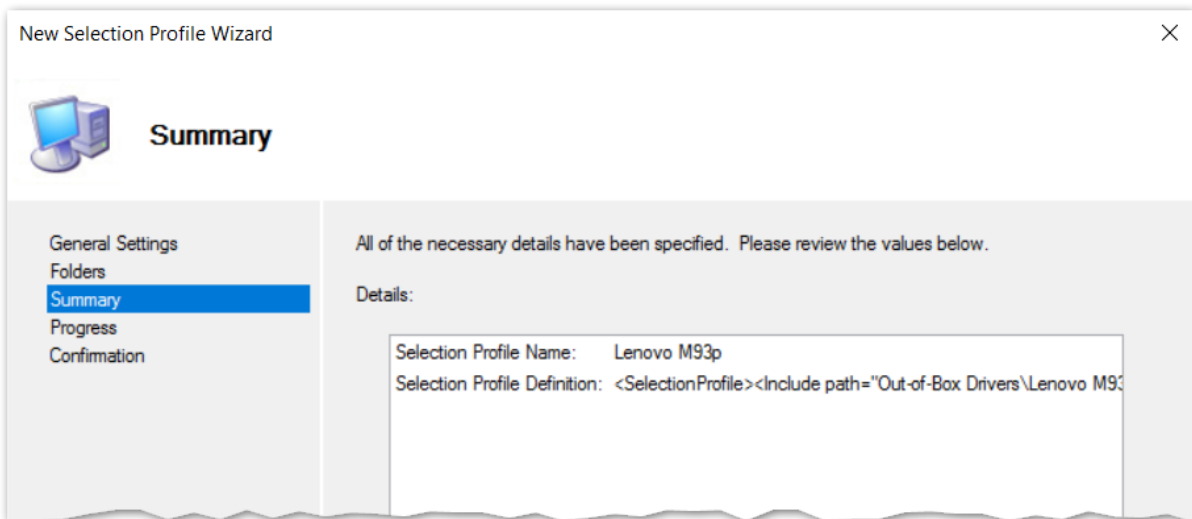 New Selection Profile Wizard
Summary
General Settings
Folders
Summary
Progress
Confirmation
All of the necessary details have been specified. Please review the values below.
Details:
Selection Profile Name: Lenovo M93p
Selection Profile Definition: <SelectionProfile><Include path="Out-of-Box Drivers\Lenovo M93